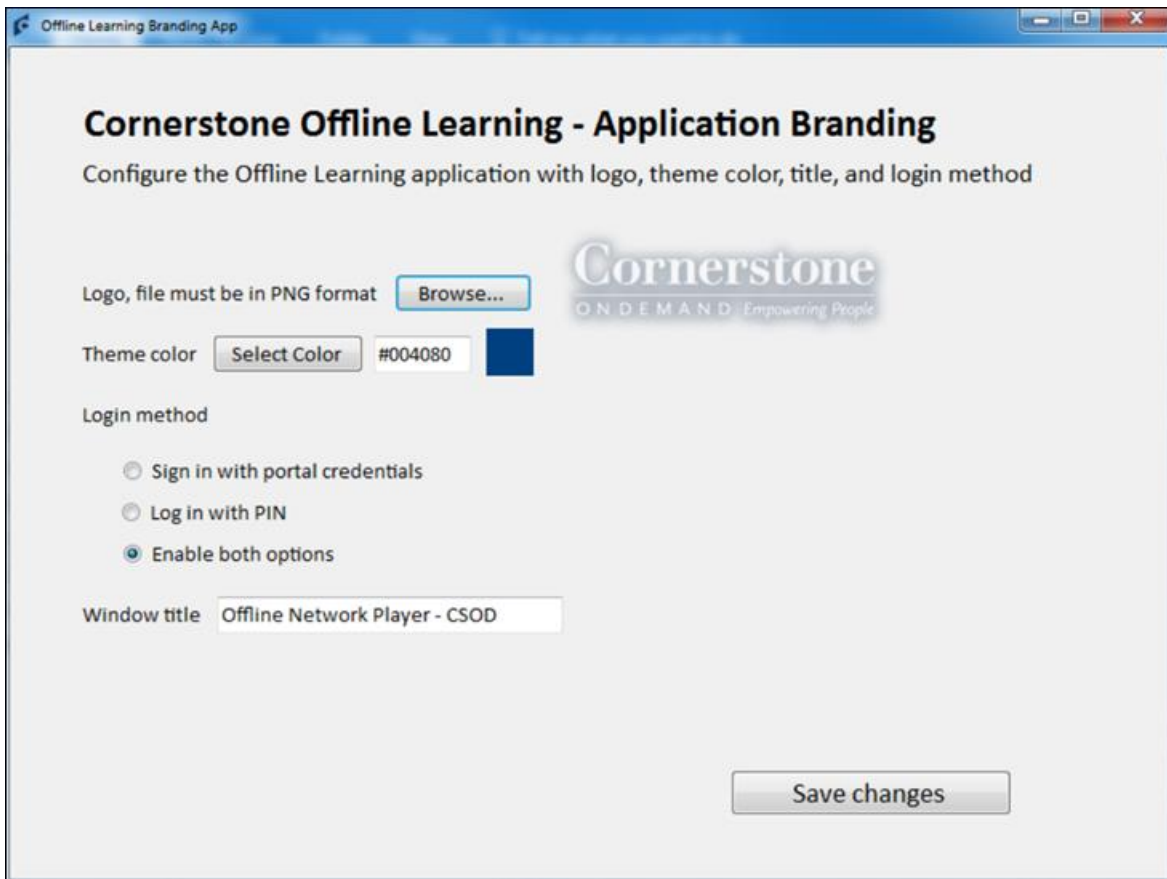 Offline Learning Branding App
Cornerstone Offline Learning - Application Branding
Configure the Offline Learning application with logo, theme color, title, and login method
Cornerstone
ONDEMAND Empowering People
Logo, file must be in PNG format Browse...
Theme color Select Color #004080
Login method
Sign in with portal credentials
Log in with PIN
Enable both options
Window title Offline Network Player - CSOD
Save changes